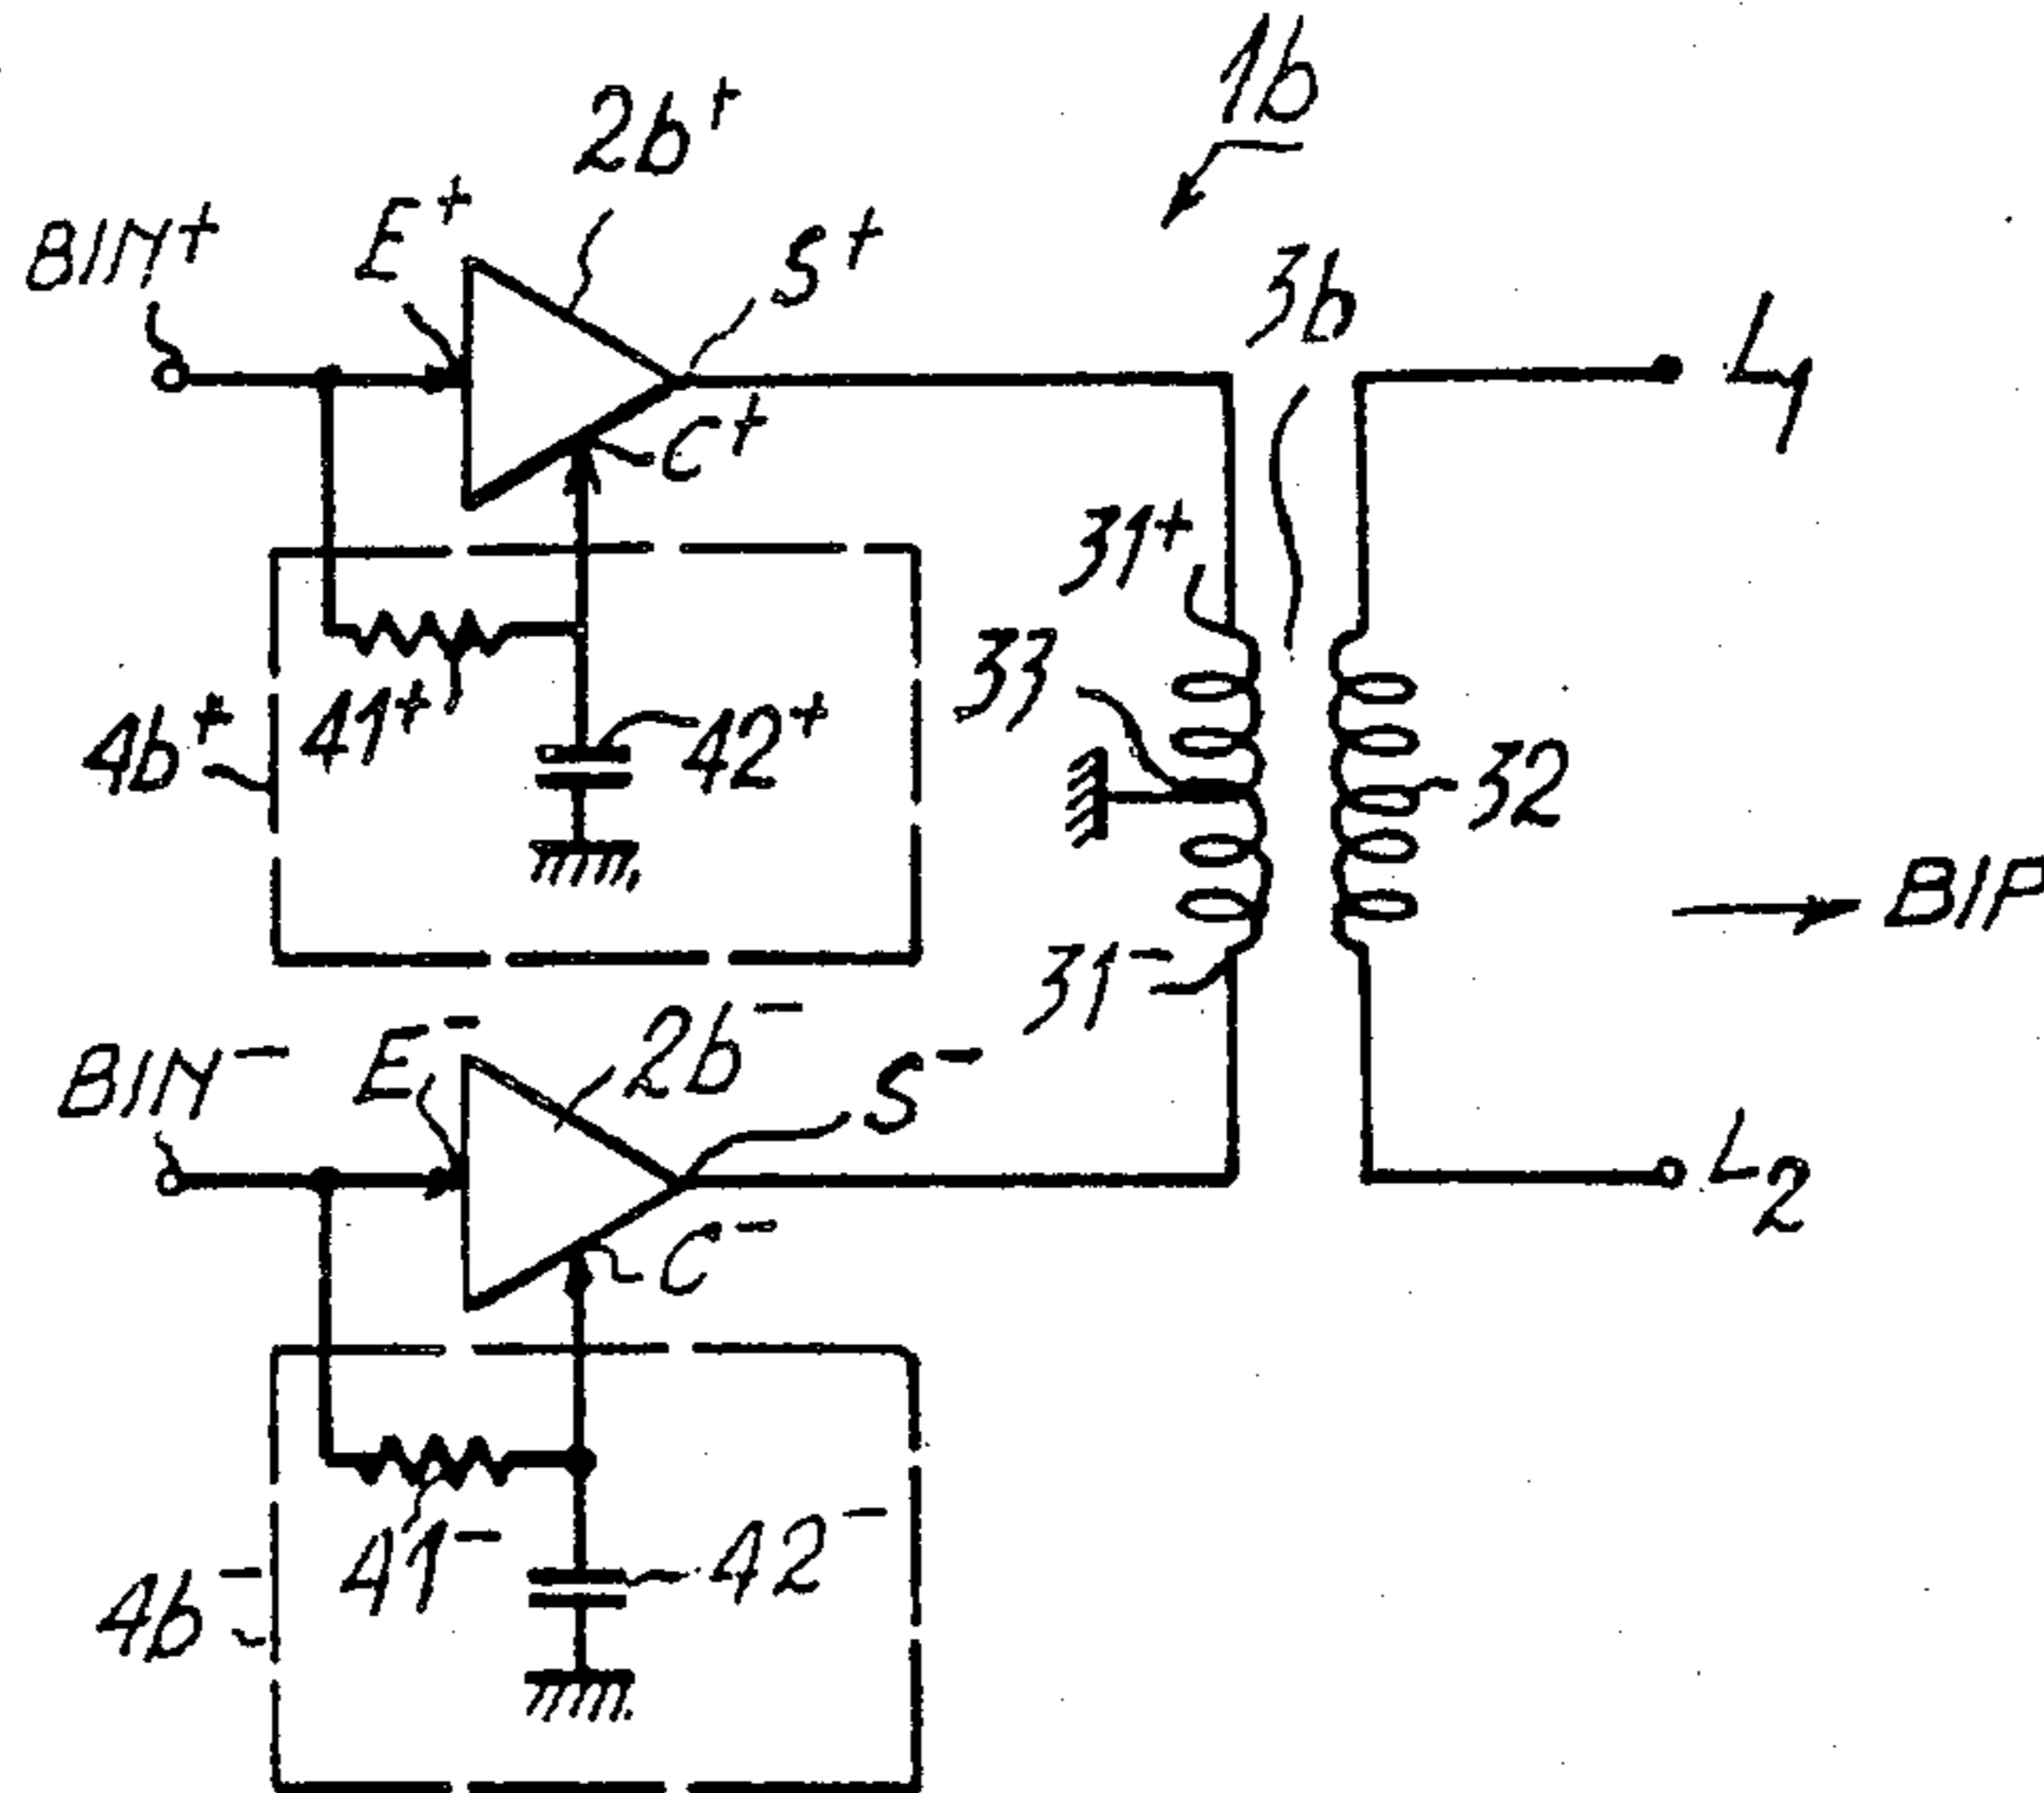 1b
2b⁺
BIN⁺
E⁺
S⁺
3b
L1
C⁺
31⁺
33
4b⁺
41⁺
42⁺
32
BIP
31⁻
BIN⁻
E⁻
2b⁻
S⁻
L2
C⁻
41⁻
42⁻
4b⁻